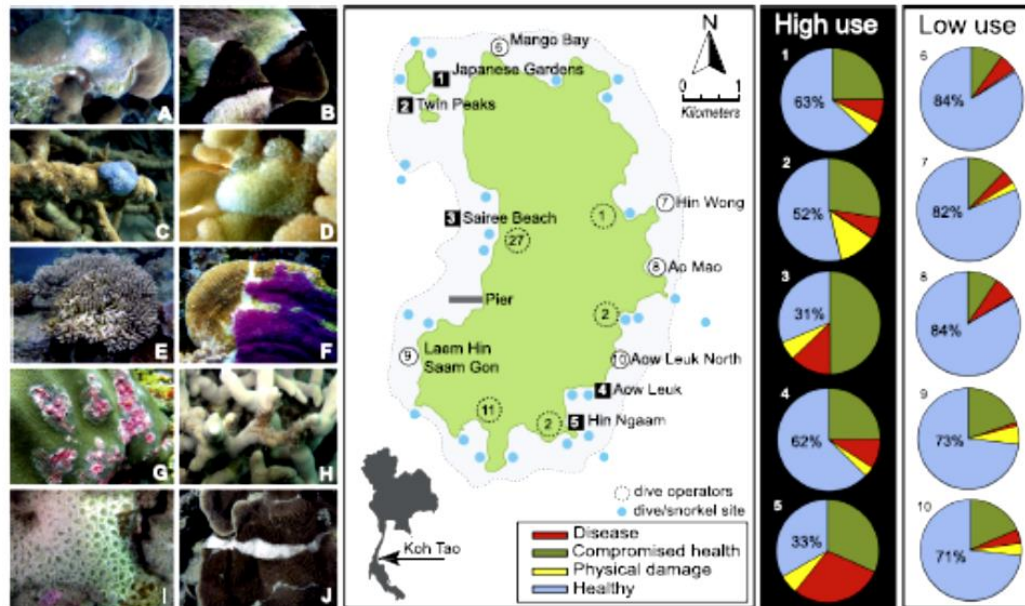 A
B
C
D
E
F
G
H
I
J
N
Mango Bay
6
1 Japanese Gardens
2 Twin Peaks
0 1
Kilometers
3 Sairee Beach
27
1
7 Hin Wong
8 Ao Mao
Pier
2
9
Laem Hin
Saam Gon
10 Aow Leuk North
4 Aow Leuk
11
2
5 Hin Ngaam
dive operators
dive/snorkel site
Koh Tao
Disease
Compromised health
Physical damage
Healthy
High use
1
63%
2
52%
3
31%
4
62%
5
33%
Low use
6
84%
7
82%
8
84%
9
73%
10
71%